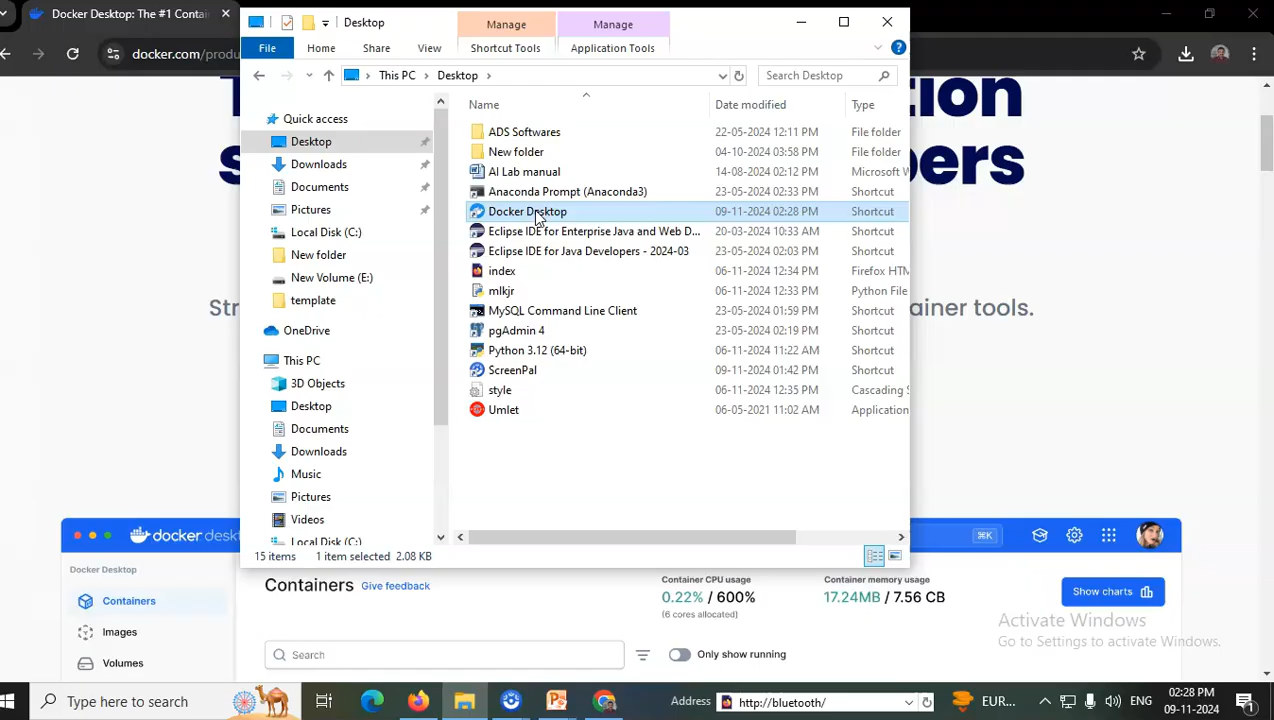 Docker Desktop: The #1 Contai
docker.com/produ
Desktop
Manage
Manage
File
Home
Share
View
Shortcut Tools
Application Tools
This PC
Desktop
Search Desktop
Quick access
Desktop
Downloads
Documents
Pictures
Local Disk (C:)
New folder
New Volume (E:)
template
OneDrive
This PC
3D Objects
Desktop
Documents
Downloads
Music
Pictures
Videos
Local Disk (C:)
Name
Date modified
Type
ADS Softwares
22-05-2024 12:11 PM
File folder
New folder
04-10-2024 03:58 PM
File folder
AI Lab manual
14-08-2024 02:12 PM
Microsoft W
Anaconda Prompt (Anaconda3)
23-05-2024 02:33 PM
Shortcut
Docker Desktop
09-11-2024 02:28 PM
Shortcut
Eclipse IDE for Enterprise Java and Web D...
20-03-2024 10:33 AM
Shortcut
Eclipse IDE for Java Developers - 2024-03
23-05-2024 02:03 PM
Shortcut
index
06-11-2024 12:34 PM
Firefox HTM
mlkjr
06-11-2024 12:33 PM
Python File
MySQL Command Line Client
23-05-2024 01:59 PM
Shortcut
pgAdmin 4
23-05-2024 02:19 PM
Shortcut
Python 3.12 (64-bit)
06-11-2024 11:22 AM
Shortcut
ScreenPal
09-11-2024 01:42 PM
Shortcut
style
06-11-2024 12:35 PM
Cascading S
Umlet
06-05-2021 11:02 AM
Application
15 items
1 item selected 2.08 KB
T
tion
s
pers
Str
ainer tools.
docker deskt
⌘K
Docker Desktop
Containers
Images
Volumes
Containers
Give feedback
Container CPU usage
0.22% / 600%
(6 cores allocated)
Container memory usage
17.24MB / 7.56 CB
Show charts
Search
Only show running
Activate Windows
Go to Settings to activate Windows.
Type here to search
Address
http://bluetooth/
EUR...
ENG
02:28 PM
09-11-2024
1